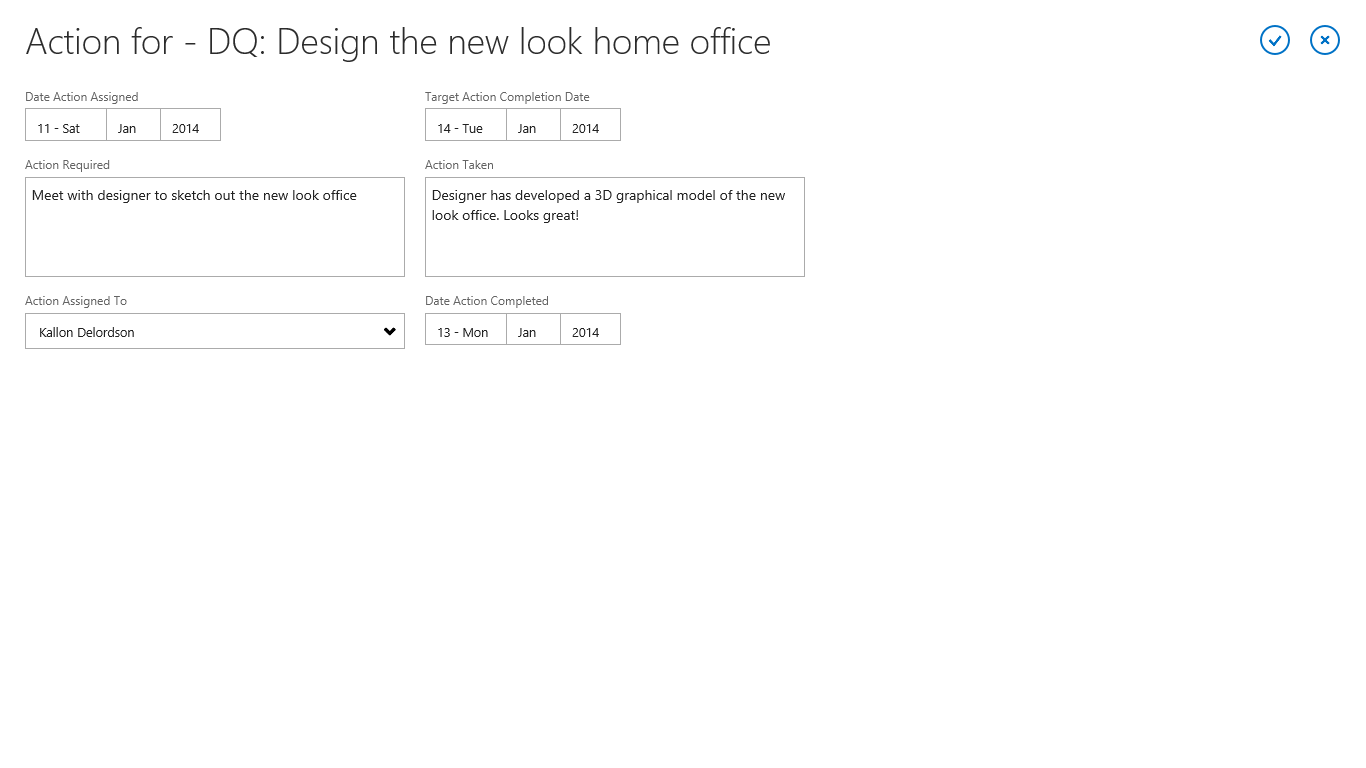 Action for - DQ: Design the new look home office
Date Action Assigned
11 - Sat Jan 2014
Target Action Completion Date
14 - Tue Jan 2014
Action Required
Meet with designer to sketch out the new look office
Action Taken
Designer has developed a 3D graphical model of the new
look office. Looks great!
Action Assigned To
Kallon Delordson
Date Action Completed
13 - Mon Jan 2014